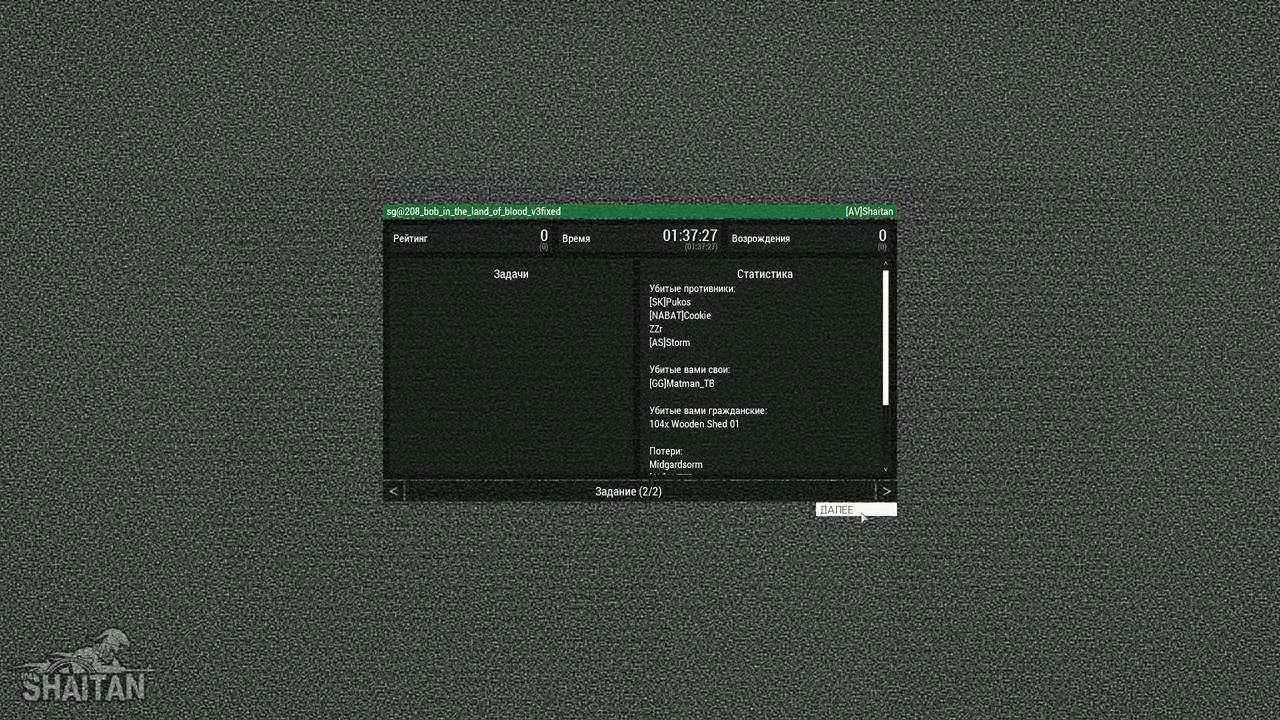 sg@208_bob_in_the_land_of_blood_v3fixed [AV]Shaitan
Рейтинг 0 (0) Время 01:37:27 (01:37:27) Возрождения 0 (0)
Задачи
Статистика
Убитые противники:
[SK]Pukos
[NABAT]Cookie
ZZr
[AS]Storm
Убитые вами свои:
[GG]Matman_TB
Убитые вами гражданские:
104x Wooden Shed 01
Потери:
Midgardsorm
< Задание (2/2) >
ДАЛЕЕ
SHAITAN